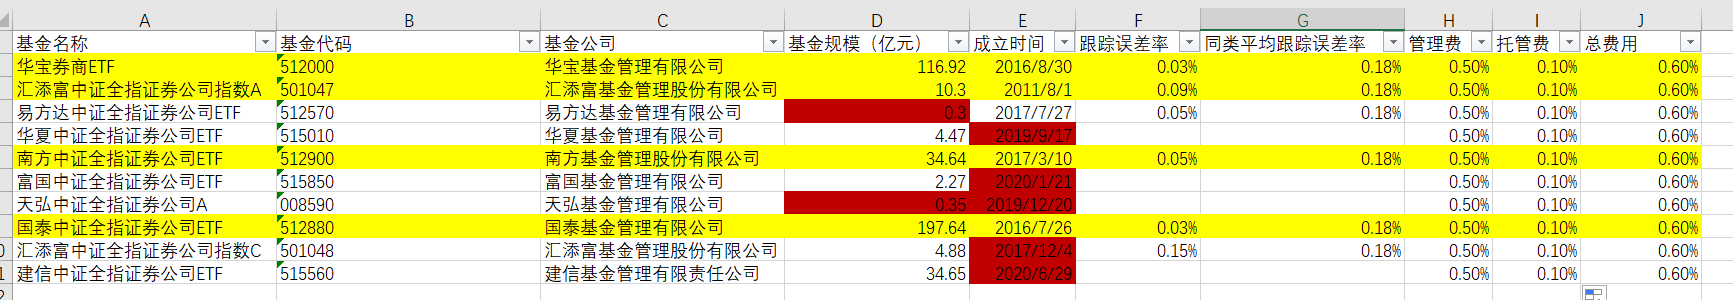 A B C D E F G H I J
基金名称 基金代码 基金公司 基金规模（亿元） 成立时间 跟踪误差率 同类平均跟踪误差率 管理费 托管费 总费用
华宝券商ETF 512000 华宝基金管理有限公司 116.92 2016/8/30 0.03% 0.18% 0.50% 0.10% 0.60%
汇添富中证全指证券公司指数A 501047 汇添富基金管理股份有限公司 10.3 2011/8/1 0.09% 0.18% 0.50% 0.10% 0.60%
易方达中证全指证券公司ETF 512570 易方达基金管理有限公司 0.3 2017/7/27 0.05% 0.18% 0.50% 0.10% 0.60%
华夏中证全指证券公司ETF 515010 华夏基金管理有限公司 4.47 2019/9/17 0.50% 0.10% 0.60%
南方中证全指证券公司ETF 512900 南方基金管理股份有限公司 34.64 2017/3/10 0.05% 0.18% 0.50% 0.10% 0.60%
富国中证全指证券公司ETF 515850 富国基金管理有限公司 2.27 2020/1/21 0.50% 0.10% 0.60%
天弘中证全指证券公司A 008590 天弘基金管理有限公司 0.35 2019/12/20 0.50% 0.10% 0.60%
国泰中证全指证券公司ETF 512880 国泰基金管理有限公司 197.64 2016/7/26 0.03% 0.18% 0.50% 0.10% 0.60%
0 汇添富中证全指证券公司指数C 501048 汇添富基金管理股份有限公司 4.88 2017/12/4 0.15% 0.18% 0.50% 0.10% 0.60%
1 建信中证全指证券公司ETF 515560 建信基金管理有限责任公司 34.65 2020/6/29 0.50% 0.10% 0.60%
2